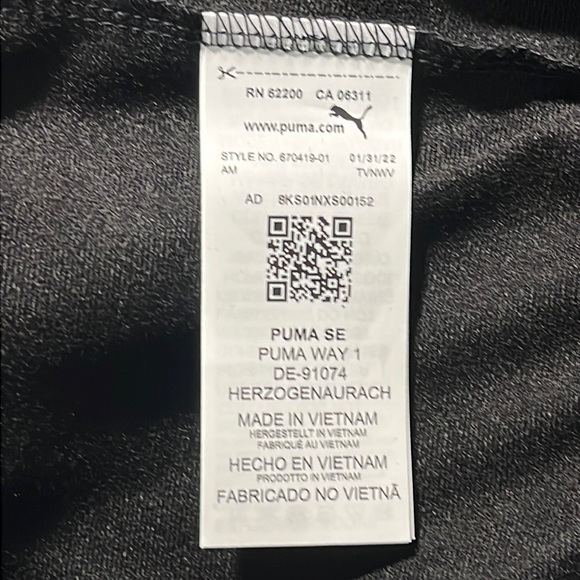 RN 62200 CA 06311
www.puma.com
STYLE NO. 670419-01 01/31/22
AM TVNWV
AD 8KS01NXS00152
PUMA SE
PUMA WAY 1
DE-91074
HERZOGENAURACH
MADE IN VIETNAM
HERGESTELLT IN VIETNAM
FABRIQUÉ AU VIETNAM
HECHO EN VIETNAM
PRODOTTO IN VIETNAM
FABRICADO NO VIETNÃ